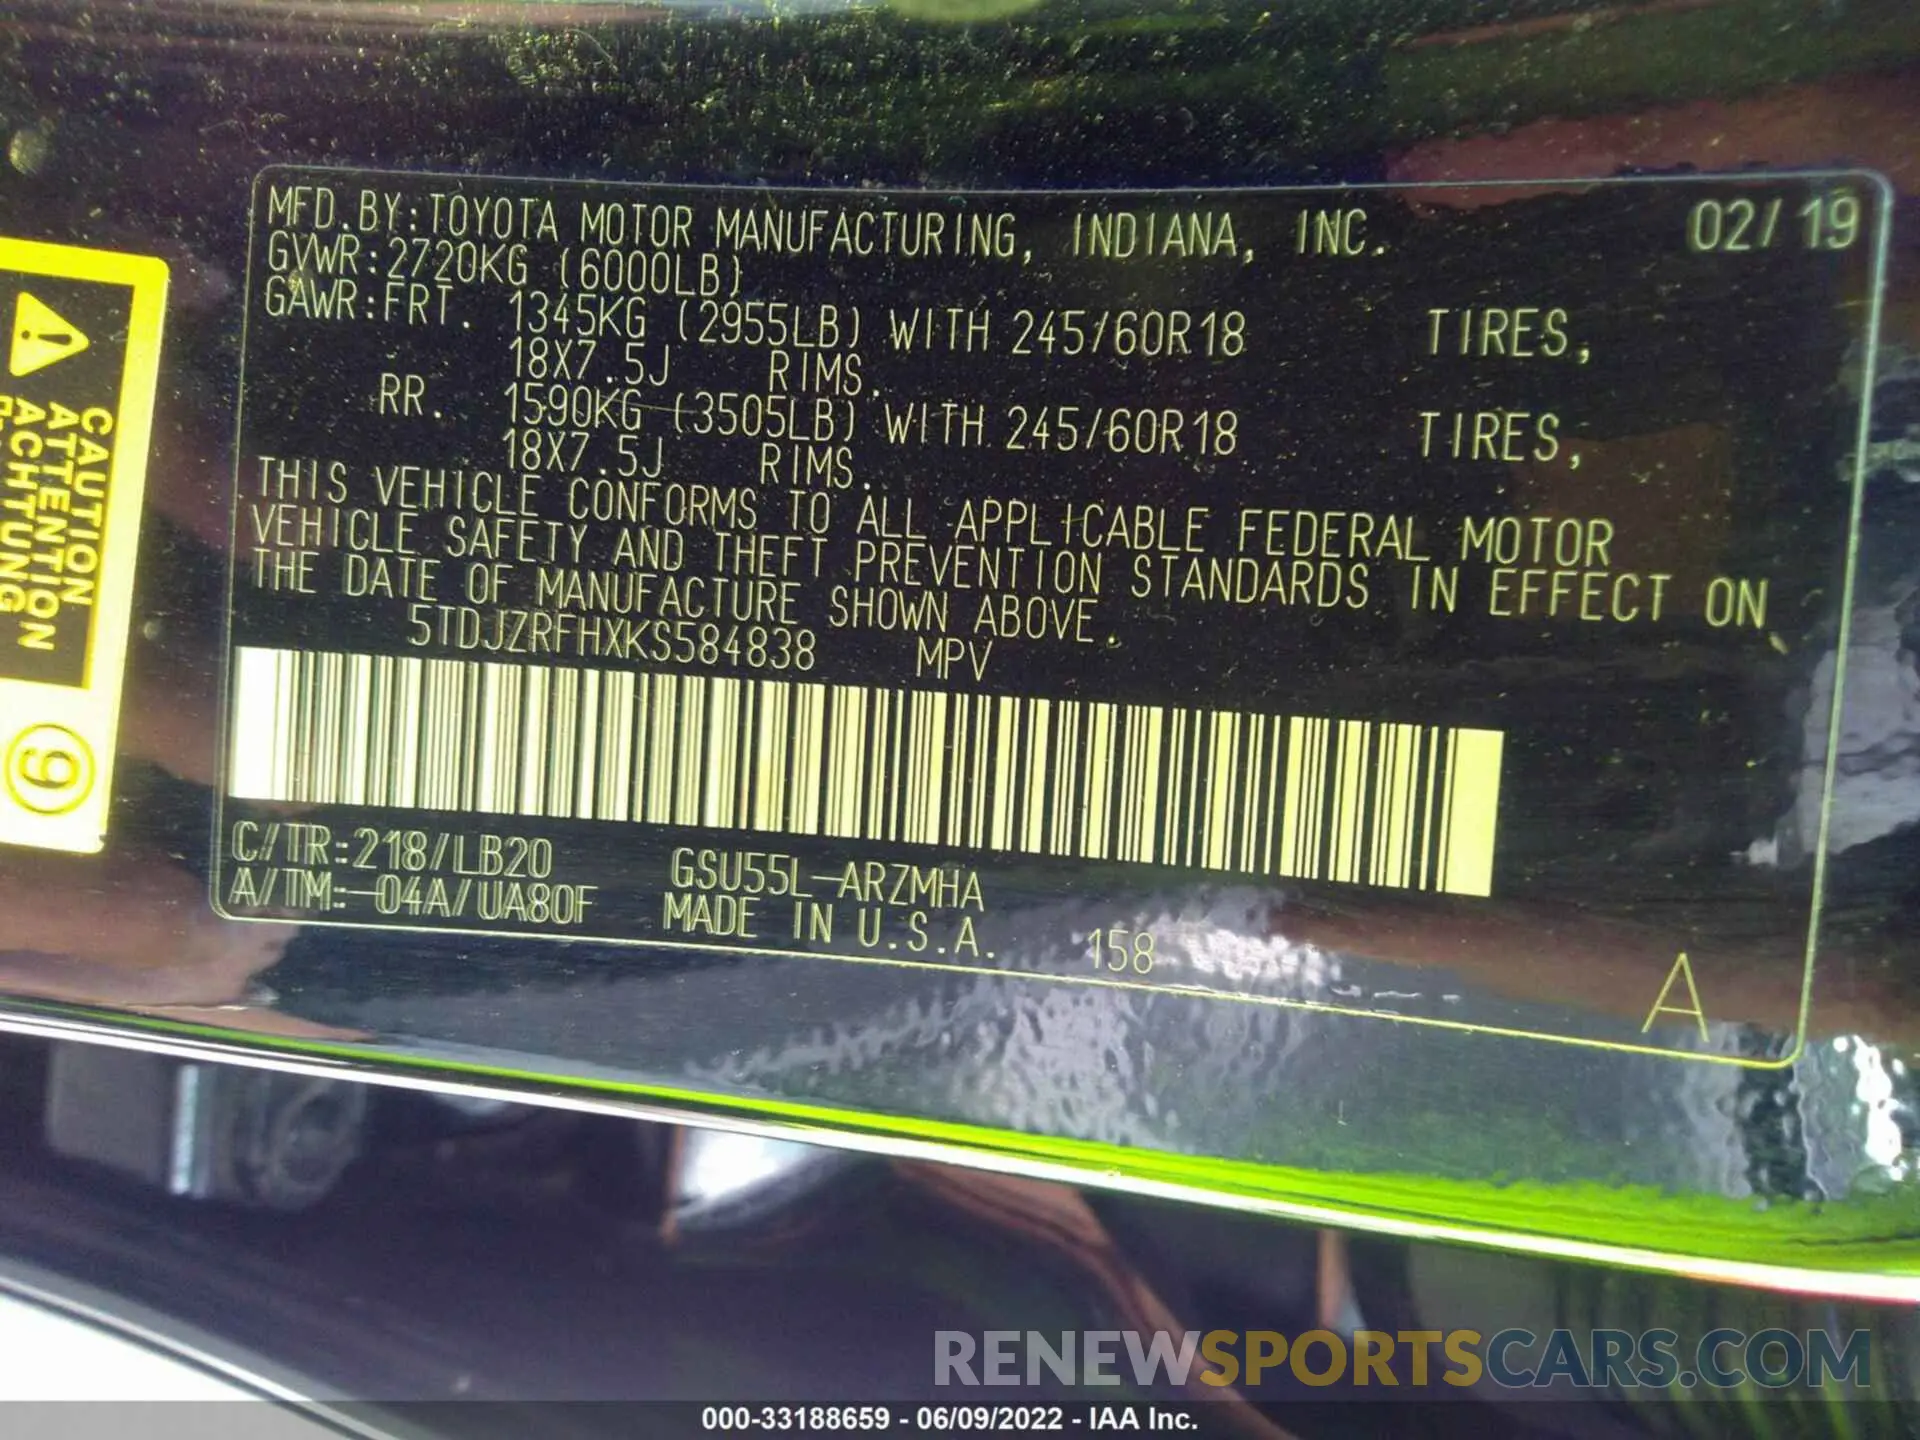 MFD.BY:TOYOTA MOTOR MANUFACTURING, INDIANA, INC. 02/19
GVWR:2720KG (6000LB)
GAWR:FRT. 1345KG (2955LB) WITH 245/60R18 TIRES,
18X7.5J RIMS.
RR. 1590KG (3505LB) WITH 245/60R18 TIRES,
18X7.5J RIMS.
THIS VEHICLE CONFORMS TO ALL APPLICABLE FEDERAL MOTOR
VEHICLE SAFETY AND THEFT PREVENTION STANDARDS IN EFFECT ON
THE DATE OF MANUFACTURE SHOWN ABOVE.
5TDJZRFHXKS584838 MPV
C/TR:218/LB20 GSU55L-ARZMHA
A/TM:-04A/UA80F MADE IN U.S.A. 158
A
CAUTION
ATTENTION
ACHTUNG
9
RENEWSPORTSCARS.COM
000-33188659 - 06/09/2022 - IAA Inc.